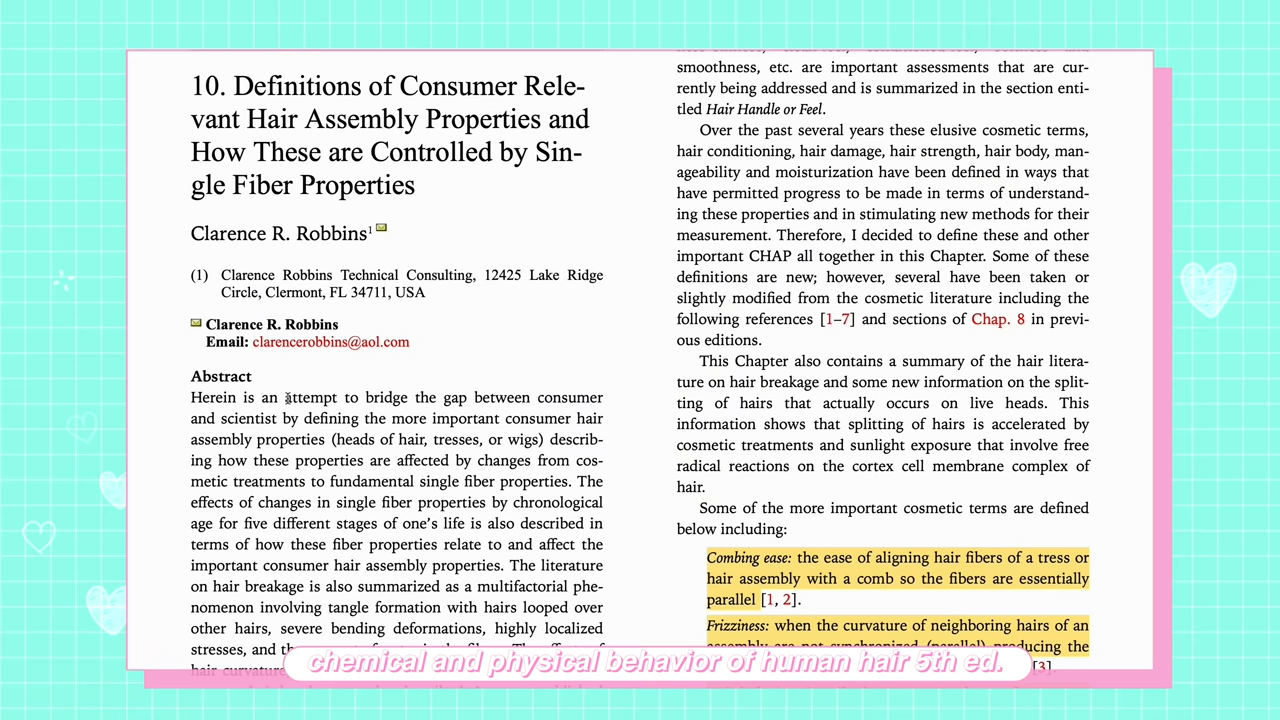 10. Definitions of Consumer Rele-
vant Hair Assembly Properties and
How These are Controlled by Sin-
gle Fiber Properties
Clarence R. Robbins1
(1) Clarence Robbins Technical Consulting, 12425 Lake Ridge
Circle, Clermont, FL 34711, USA
Clarence R. Robbins
Email: clarencerobbins@aol.com
Abstract
Herein is an attempt to bridge the gap between consumer
and scientist by defining the more important consumer hair
assembly properties (heads of hair, tresses, or wigs) describ-
ing how these properties are affected by changes from cos-
metic treatments to fundamental single fiber properties. The
effects of changes in single fiber properties by chronological
age for five different stages of one's life is also described in
terms of how these fiber properties relate to and affect the
important consumer hair assembly properties. The literature
on hair breakage is also summarized as a multifactorial phe-
nomenon involving tangle formation with hairs looped over
other hairs, severe bending deformations, highly localized
stresses, and
hair
smoothness, etc. are important assessments that are cur-
rently being addressed and is summarized in the section enti-
tled Hair Handle or Feel.
Over the past several years these elusive cosmetic terms,
hair conditioning, hair damage, hair strength, hair body, man-
ageability and moisturization have been defined in ways that
have permitted progress to be made in terms of understand-
ing these properties and in stimulating new methods for their
measurement. Therefore, I decided to define these and other
important CHAP all together in this Chapter. Some of these
definitions are new; however, several have been taken or
slightly modified from the cosmetic literature including the
following references [1–7] and sections of Chap. 8 in previ-
ous editions.
This Chapter also contains a summary of the hair litera-
ture on hair breakage and some new information on the split-
ting of hairs that actually occurs on live heads. This
information shows that splitting of hairs is accelerated by
cosmetic treatments and sunlight exposure that involve free
radical reactions on the cortex cell membrane complex of
hair.
Some of the more important cosmetic terms are defined
below including:
Combing ease: the ease of aligning hair fibers of a tress or
hair assembly with a comb so the fibers are essentially
parallel [1, 2].
Frizziness: when the curvature of neighboring hairs of an
assembly are not synchronized (parallel) producing the
[3].
chemical and physical behavior of human hair 5th ed.